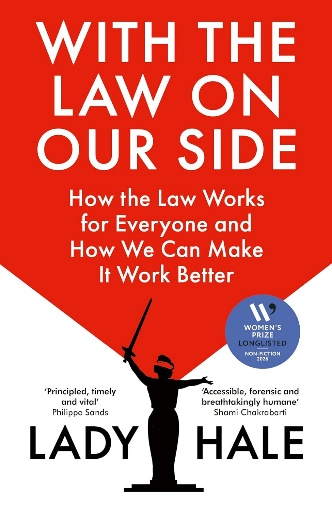 WITH THE
LAW ON
OUR SIDE
How the Law Works
for Everyone and
How We Can Make
It Work Better
WOMEN'S
PRIZE
LONGLISTED
NON-FICTION
2026
'Principled, timely
and vital'
Philippe Sands
'Accessible, forensic and
breathtakingly humane'
Shami Chakrabarti
LADY HALE